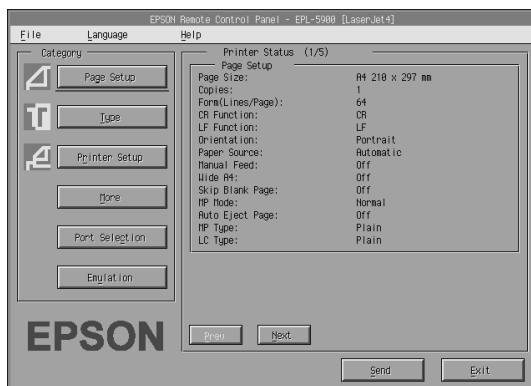 EPSON Remote Control Panel - EPL-5900 [LaserJet4]
File Language Help
Category
Page Setup
Type
Printer Setup
More
Port Selection
Emulation
EPSON
Printer Status (1/5)
Page Setup
Page Size: A4 210 x 297 mm
Copies: 1
Form(Lines/Page): 64
CR Function: CR
LF Function: LF
Orientation: Portrait
Paper Source: Automatic
Manual Feed: Off
Wide A4: Off
Skip Blank Page: Off
MP Mode: Normal
Auto Eject Page: Off
MP Type: Plain
LC Type: Plain
Prev Next
Send Exit